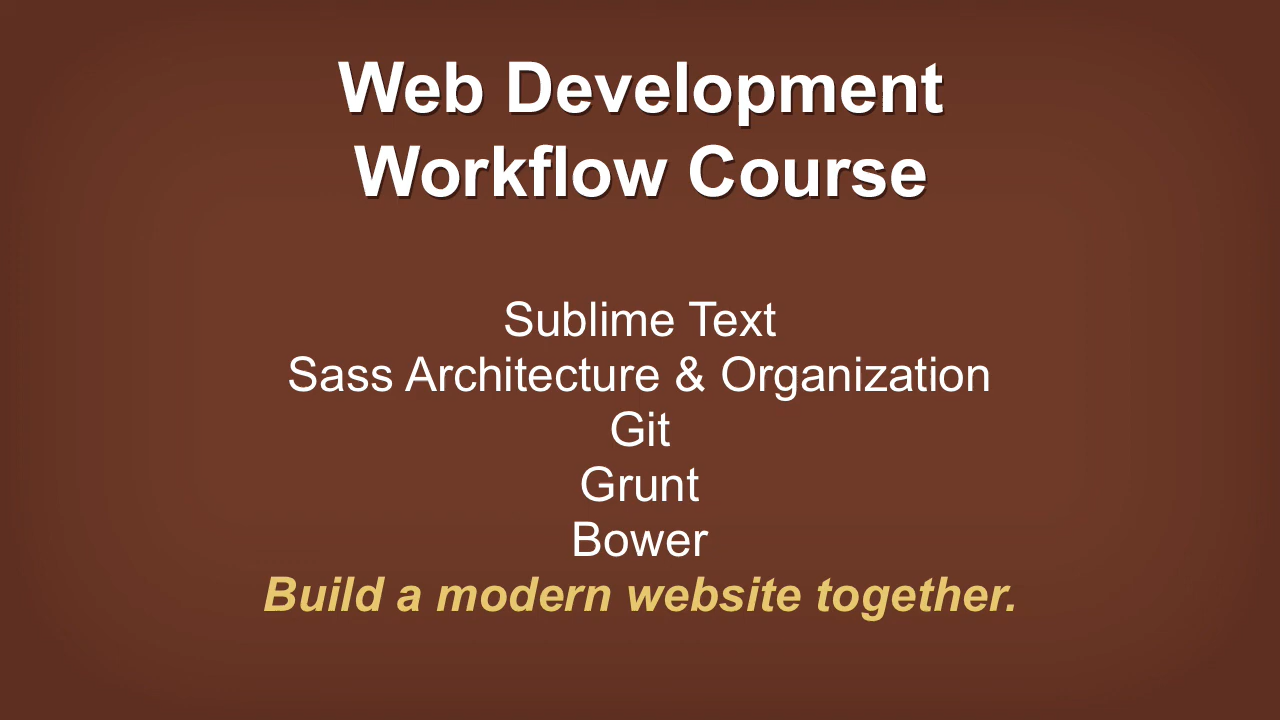 Web Development
Workflow Course
Sublime Text
Sass Architecture & Organization
Git
Grunt
Bower
Build a modern website together.